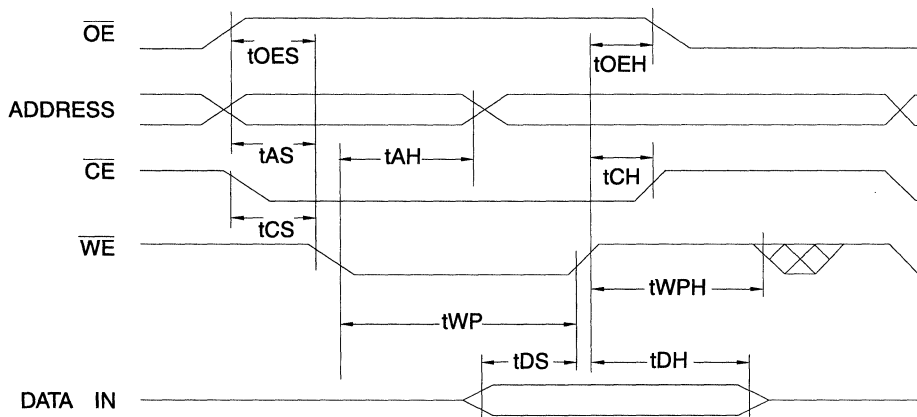 OE
tOES
tOEH
ADDRESS
tAS
tAH
CE
tCH
tCS
WE
tWPH
tWP
tDS
tDH
DATA IN